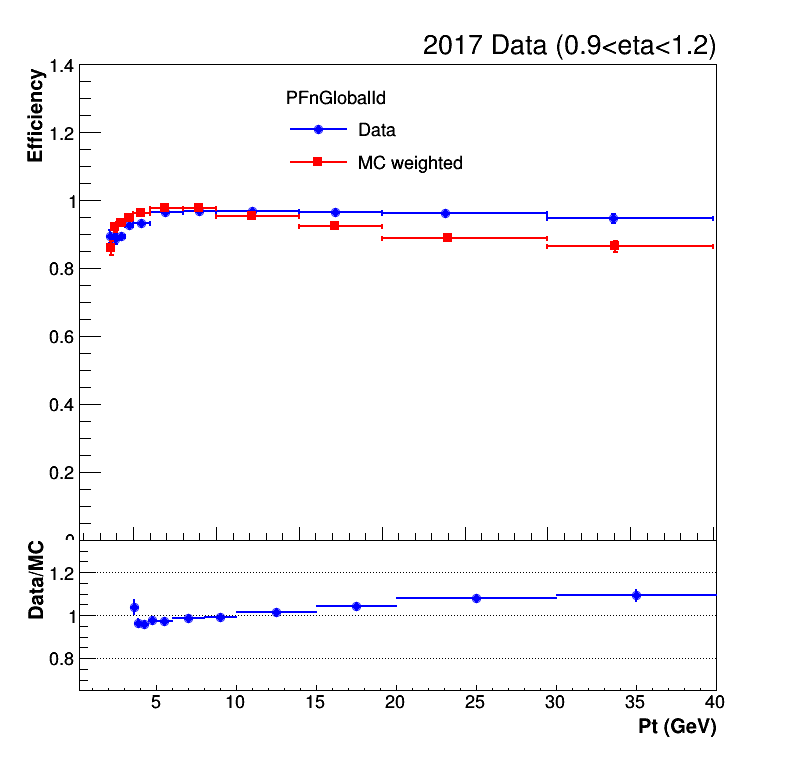 2017 Data (0.9<eta<1.2)
Efficiency
1.4
1.2
1
0.8
0.6
0.4
0.2
0
PFnGlobalId
Data
MC weighted
Data/MC
1.2
1
0.8
5 10 15 20 25 30 35 40
Pt (GeV)